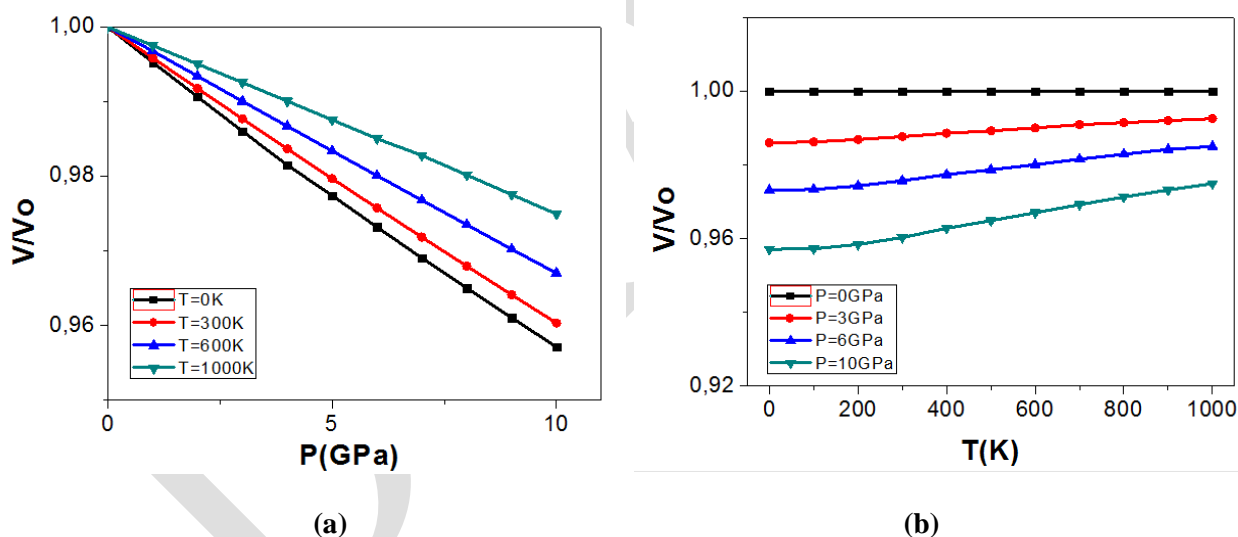 1,00
0,98
0,96
V/Vo
0
5
10
P(GPa)
T=0K
T=300K
T=600K
T=1000K
(a)
1,00
0,96
0,92
V/Vo
0
200
400
600
800
1000
T(K)
P=0GPa
P=3GPa
P=6GPa
P=10GPa
(b)